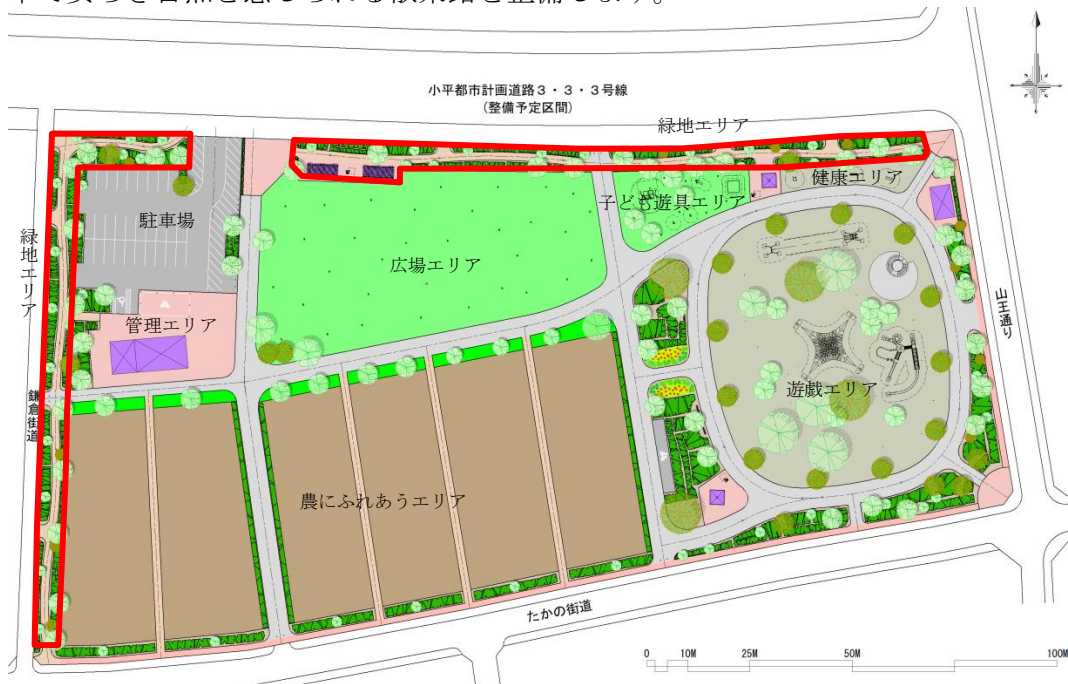 小平都市計画道路3・3・3号線
(整備予定区間)
緑地エリア
健康エリア
子ども遊具エリア
駐車場
緑地エリア
広場エリア
山王通り
管理エリア
遊戯エリア
鎌倉街道
農にふれあうエリア
たかの街道
0 10M 25M 50M 100M